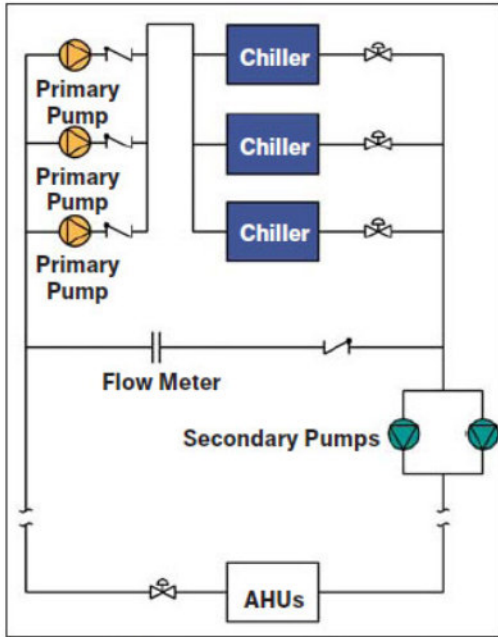 Chiller
Primary
Pump
Chiller
Primary
Pump
Chiller
Primary
Pump
Flow Meter
Secondary Pumps
AHUs